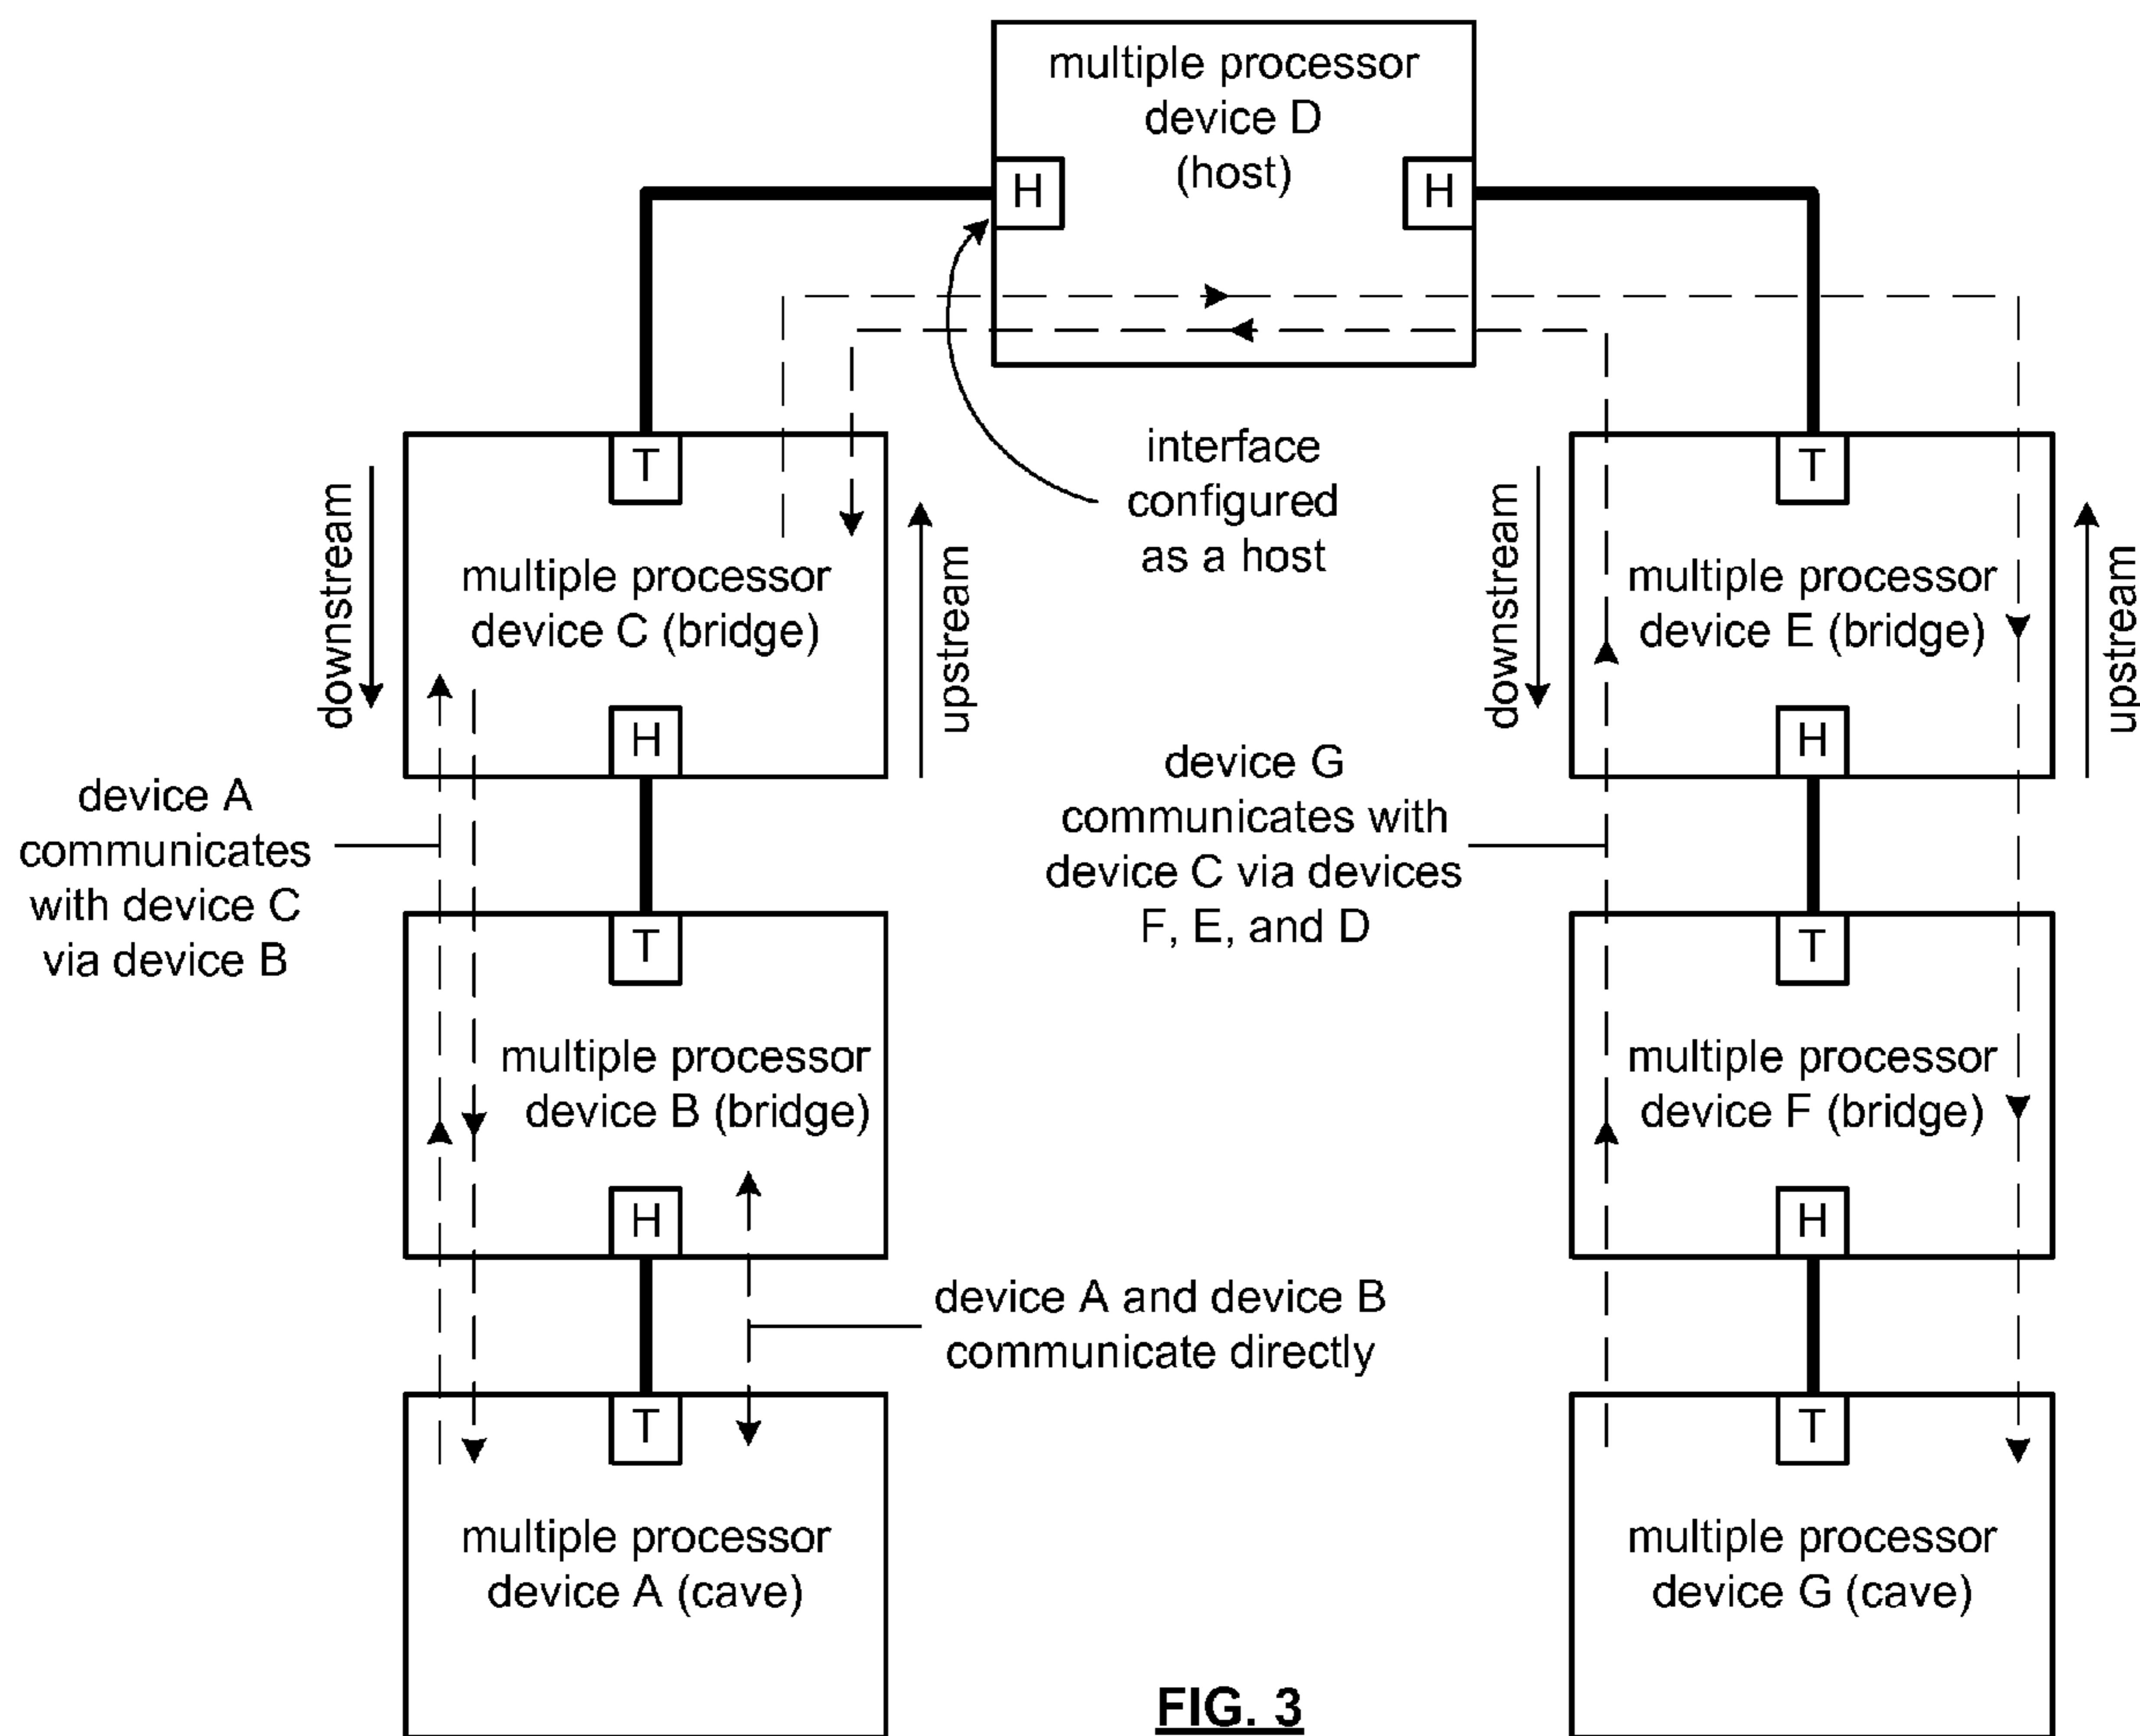 multiple processor
device D
(host)
H
H
T
multiple processor
device C (bridge)
H
downstream
upstream
interface
configured
as a host
downstream
T
multiple processor
device E (bridge)
H
upstream
device A
communicates
with device C
via device B
device G
communicates with
device C via devices
F, E, and D
T
multiple processor
device B (bridge)
H
T
multiple processor
device F (bridge)
H
device A and device B
communicate directly
T
multiple processor
device A (cave)
T
multiple processor
device G (cave)
FIG. 3